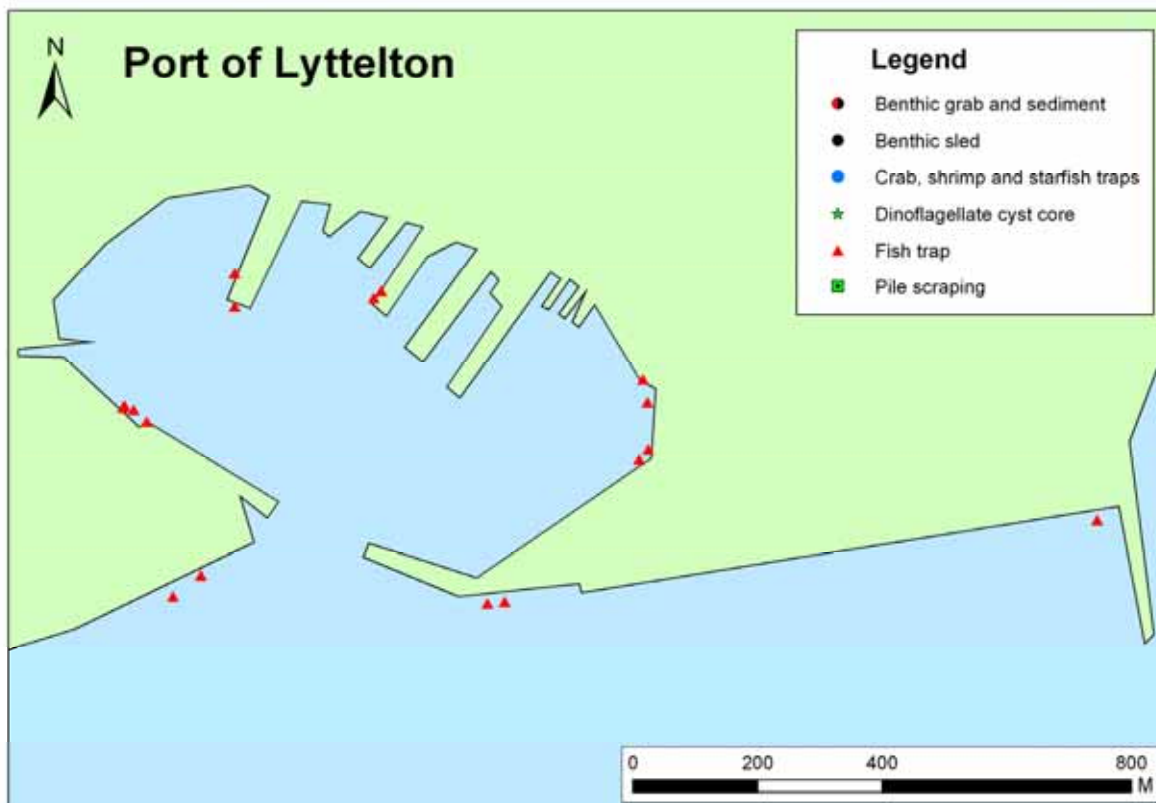 N
Port of Lyttelton
Legend
Benthic grab and sediment
Benthic sled
Crab, shrimp and starfish traps
Dinoflagellate cyst core
Fish trap
Pile scraping
0 200 400 800
M